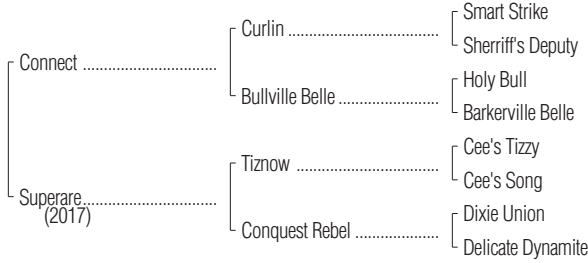 Smart Strike
Curlin ..................
Sherriff's Deputy
Connect ..................................
Holy Bull
Bullville Belle .........................
Barkerville Belle
Cee's Tizzy
Tiznow ...................................
Cee's Song
Superare..................................
(2017)
Dixie Union
Conquest Rebel .....................
Delicate Dynamite